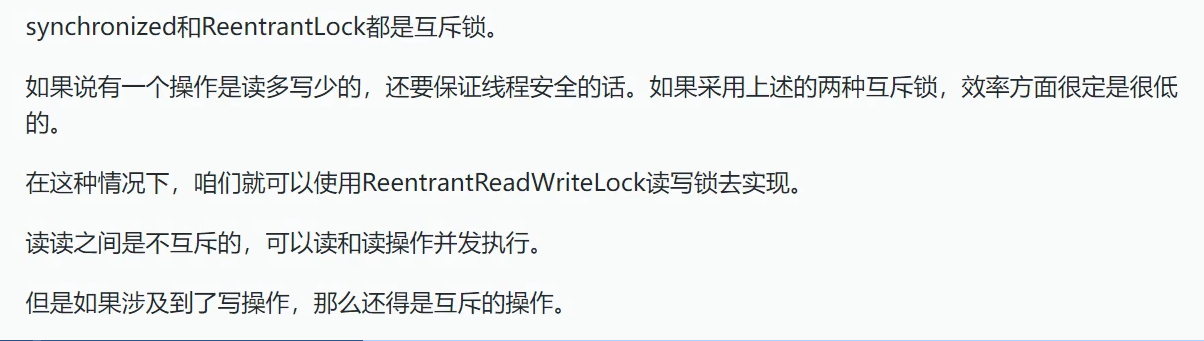 synchronized和ReentrantLock都是互斥锁。
如果说有一个操作是读多写少的，还要保证线程安全的话。如果采用上述的两种互斥锁，效率方面很定是很低
的。
在这种情况下，咱们就可以使用ReentrantReadWriteLock读写锁去实现。
读读之间是不互斥的，可以读和读操作并发执行。
但是如果涉及到了写操作，那么还得是互斥的操作。